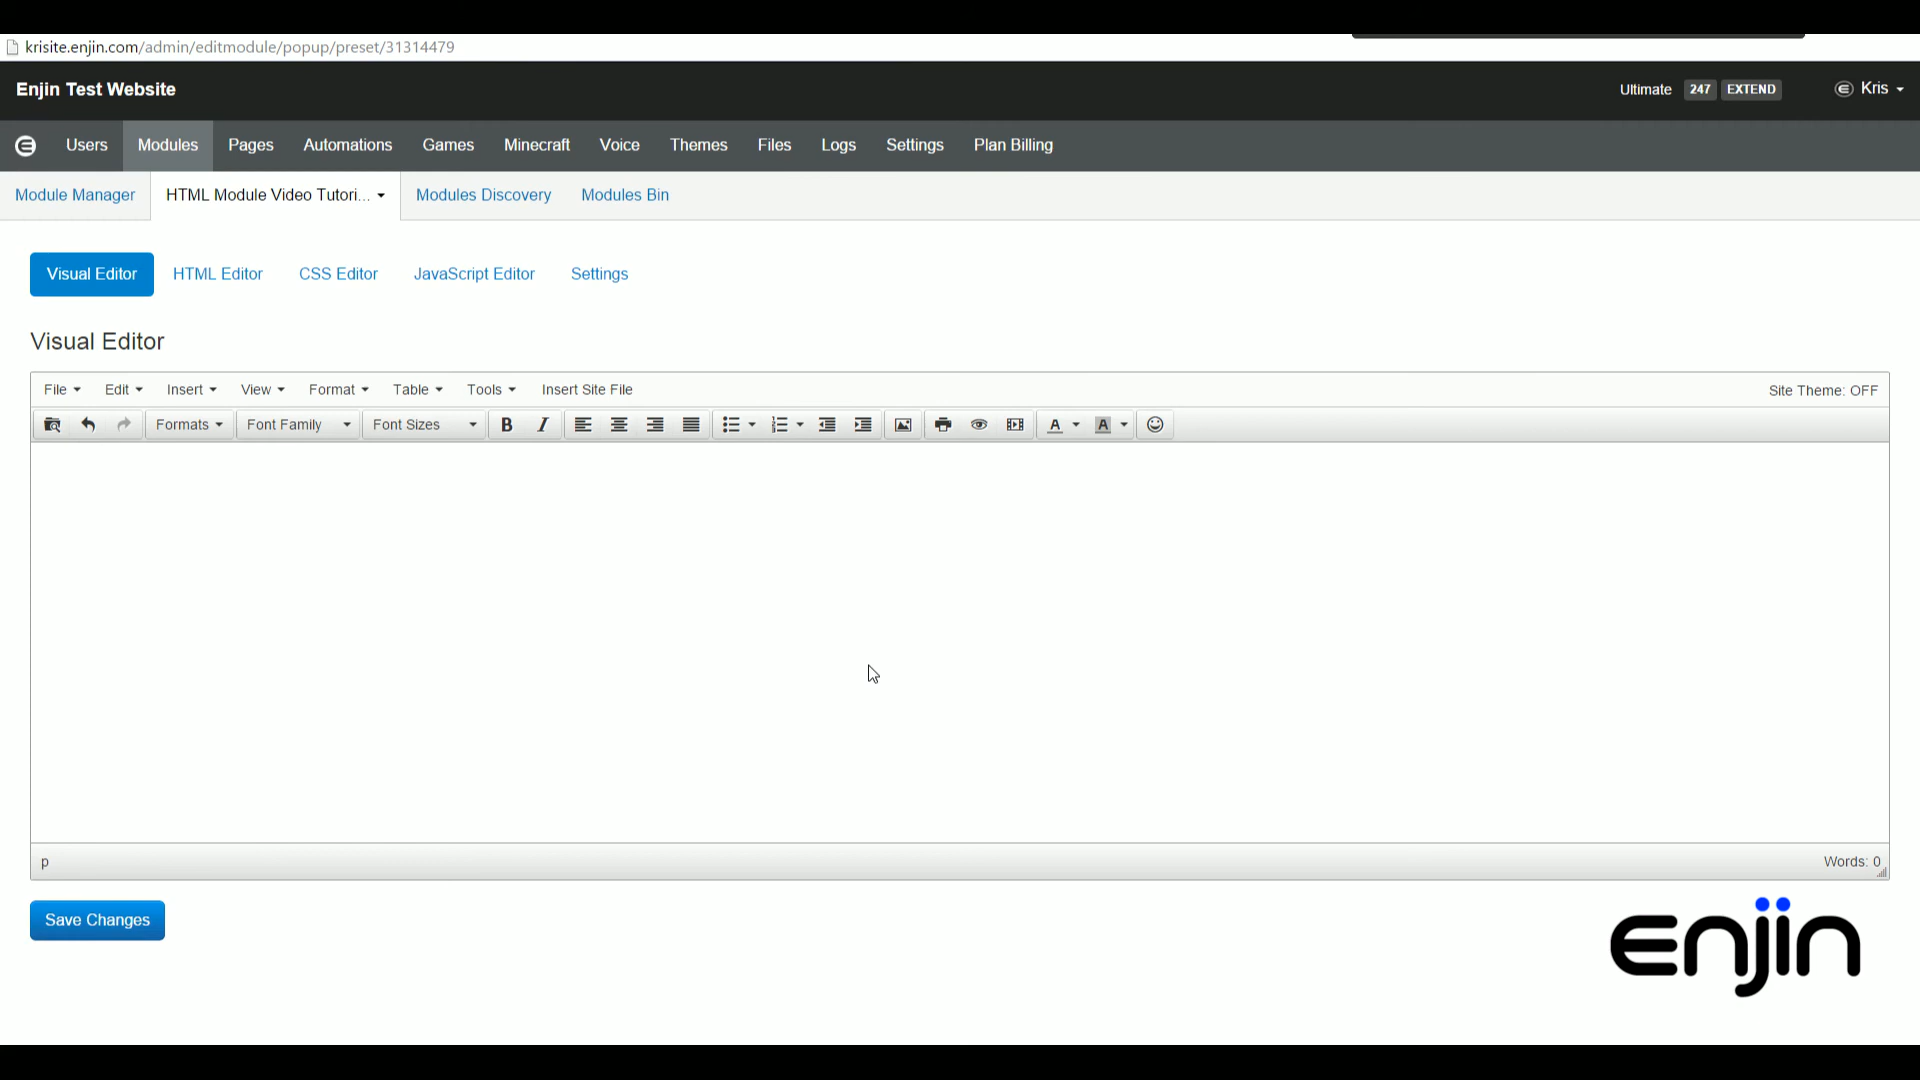 krisite.enjin.com/admin/editmodule/popup/preset/31314479
Enjin Test Website
Ultimate 247 EXTEND Kris
Users Modules Pages Automations Games Minecraft Voice Themes Files Logs Settings Plan Billing
Module Manager HTML Module Video Tutori... Modules Discovery Modules Bin
Visual Editor HTML Editor CSS Editor JavaScript Editor Settings
Visual Editor
File Edit Insert View Format Table Tools Insert Site File Site Theme: OFF
Formats Font Family Font Sizes B I A A
p Words: 0
Save Changes
enjin